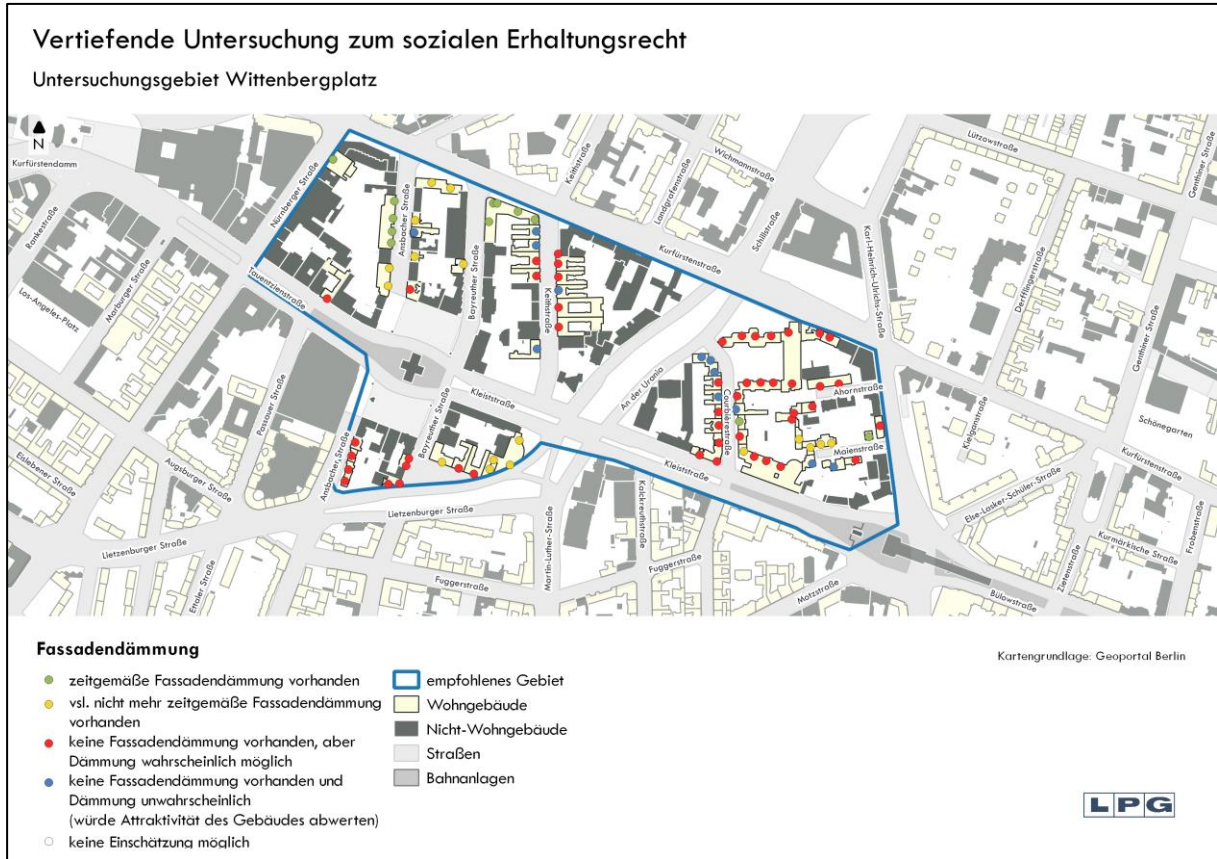 Vertiefende Untersuchung zum sozialen Erhaltungsrecht
Untersuchungsgebiet Wittenbergplatz
N
Kurfürstendamm
Rankestraße
Los-Angeles-Platz
Marburger Straße
Nürnberger Straße
Tauentzienstraße
Ansbacher Straße
Bayreuther Straße
Keithstraße
Keithstraße
Landgrafenstraße
Wichmannstraße
Schillstraße
Kurfürstenstraße
Karl-Heinrich-Ulrichs-Straße
Lützowstraße
Derfflingerstraße
Genthiner Straße
Genthiner Straße
An der Urania
Courbièrestraße
Ahornstraße
Maienstraße
Kielganstraße
Schönegarten
Kurfürstenstraße
Passauer Straße
Kleiststraße
Bayreuther Straße
Ansbacher Straße
Kleiststraße
Eislebener Straße
Augsburger Straße
Lietzenburger Straße
Lietzenburger Straße
Ettaler Straße
Fuggerstraße
Martin-Luther-Straße
Kalckreuthstraße
Fuggerstraße
Motzstraße
Else-Lasker-Schüler-Straße
Kurmärkische Straße
Frobenstraße
Zietenstraße
Bülowstraße
Fassadendämmung
zeitgemäße Fassadendämmung vorhanden
vsl. nicht mehr zeitgemäße Fassadendämmung
vorhanden
keine Fassadendämmung vorhanden, aber
Dämmung wahrscheinlich möglich
keine Fassadendämmung vorhanden und
Dämmung unwahrscheinlich
(würde Attraktivität des Gebäudes abwerten)
keine Einschätzung möglich
empfohlenes Gebiet
Wohngebäude
Nicht-Wohngebäude
Straßen
Bahnanlagen
Kartengrundlage: Geoportal Berlin
LPG